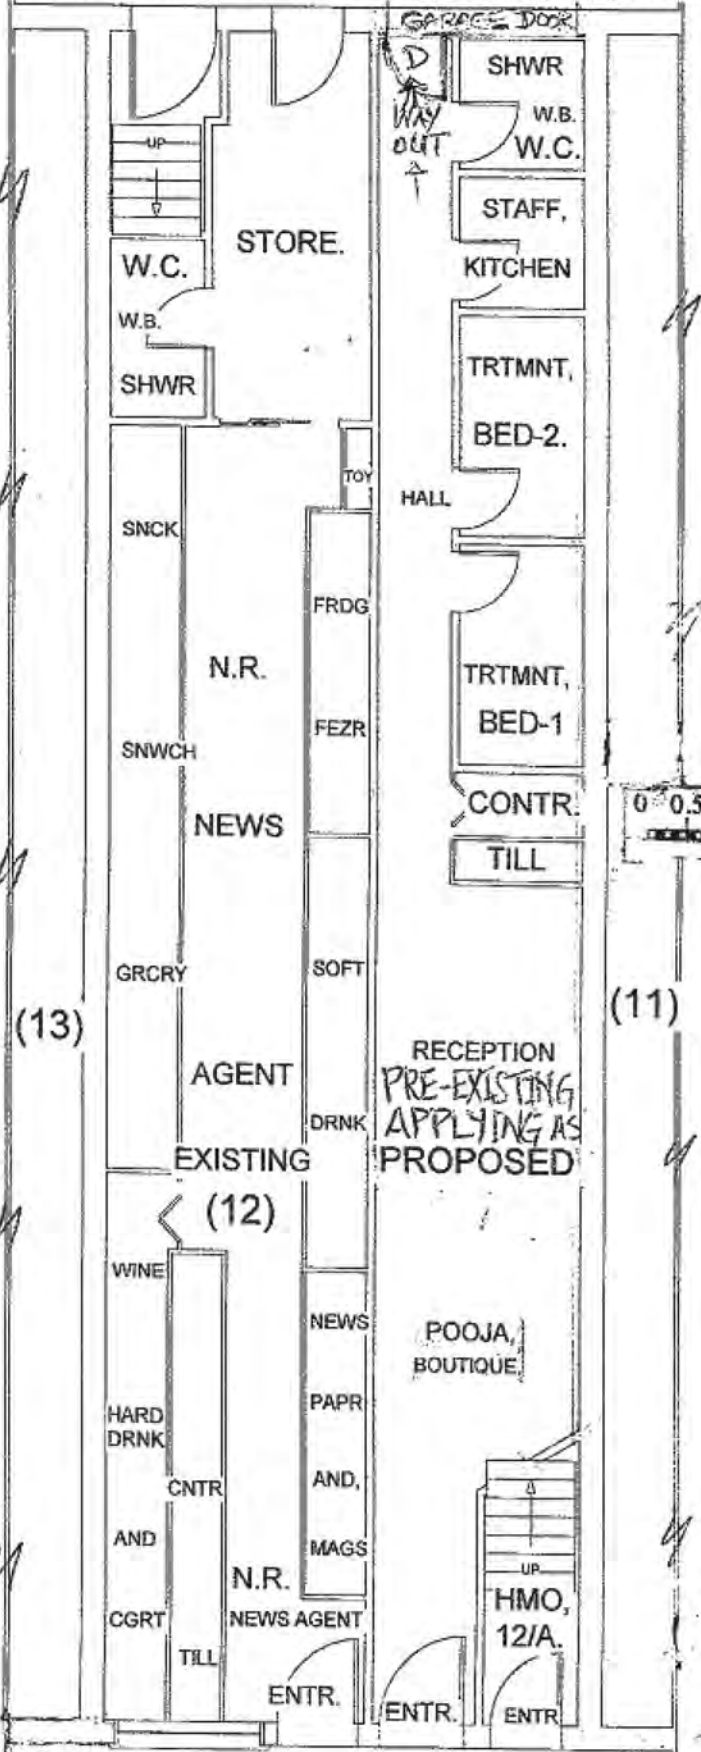 GARAGE DOOR
D
WAY
OUT
SHWR
W.B.
W.C.
UP
STORE.
STAFF,
KITCHEN
W.C.
W.B.
SHWR
TRTMNT,
BED-2.
TOY
HALL
SNCK
FRDG
N.R.
TRTMNT,
BED-1
FEZR
SNWCH
NEWS
CONTR.
0 0.5
TILL
GRCRY
SOFT
(13)
(11)
AGENT
RECEPTION
PRE-EXISTING
APPLYING AS
DRNK
EXISTING
PROPOSED
(12)
WINE
NEWS
POOJA,
BOUTIQUE
PAPR
HARD
DRNK
CNTR
AND,
AND
MAGS
UP
N.R.
HMO,
12/A.
CGRT
NEWS AGENT
TILL
ENTR.
ENTR.
ENTR